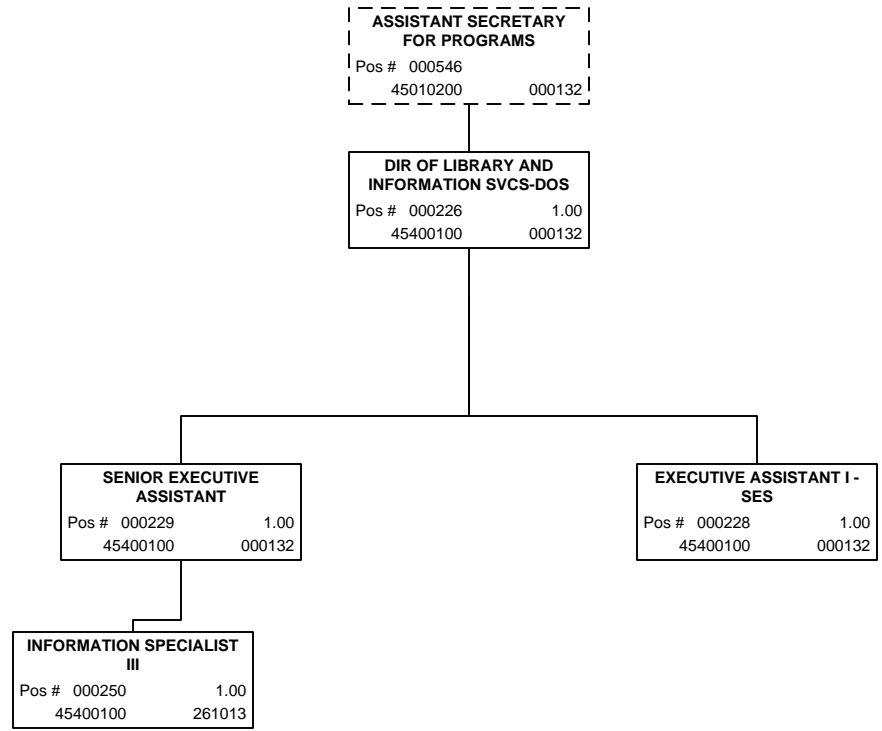 ASSISTANT SECRETARY
FOR PROGRAMS
Pos # 000546
45010200 000132
DIR OF LIBRARY AND
INFORMATION SVCS-DOS
Pos # 000226 1.00
45400100 000132
SENIOR EXECUTIVE
ASSISTANT
Pos # 000229 1.00
45400100 000132
EXECUTIVE ASSISTANT I -
SES
Pos # 000228 1.00
45400100 000132
INFORMATION SPECIALIST
III
Pos # 000250 1.00
45400100 261013